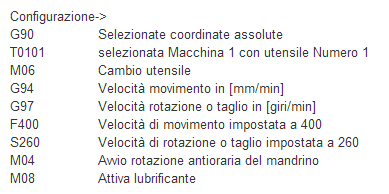 Configurazione->
G90 Selezionate coordinate assolute
T0101 selezionata Macchina 1 con utensile Numero 1
M06 Cambio utensile
G94 Velocità movimento in [mm/min]
G97 Velocità rotazione o taglio in [giri/min]
F400 Velocità di movimento impostata a 400
S260 Velocità di rotazione o taglio impostata a 260
M04 Avvio rotazione antioraria del mandrino
M08 Attiva lubrificante